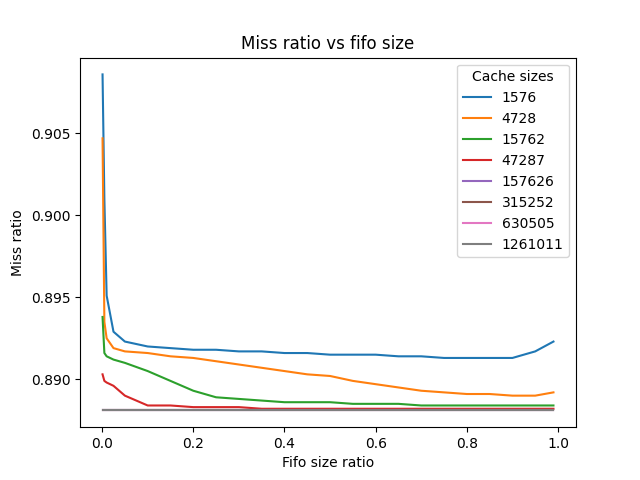 Miss ratio vs fifo size
Cache sizes
1576
4728
15762
47287
157626
315252
630505
1261011
0.905
0.900
0.895
0.890
Miss ratio
0.0 0.2 0.4 0.6 0.8 1.0
Fifo size ratio